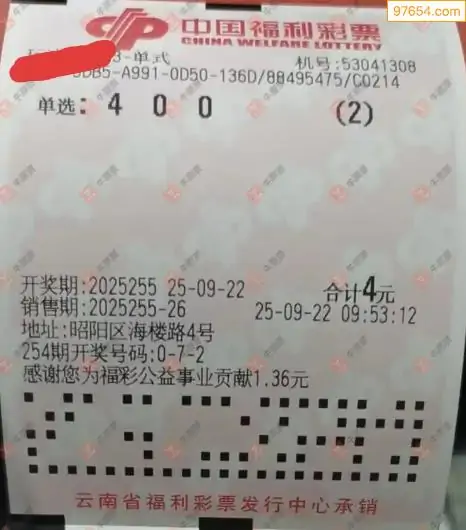 97654.com
中国福利彩票
CHINA WELFARE LOTTERY
3-单式
机号:53041308
DB5-A991-0D50-136D/88495475/C0214
单选: 4 0 0 (2)
开奖期:2025255 25-09-22 合计4元
销售期:2025255-26 25-09-22 09:53:12
地址:昭阳区海楼路4号
254期开奖号码:0-7-2
感谢您为福彩公益事业贡献1.36元
云南省福利彩票发行中心承销